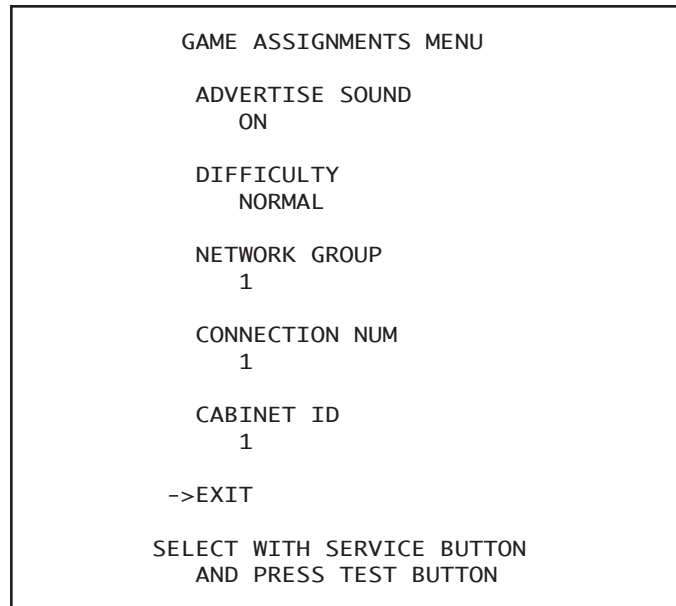 GAME ASSIGNMENTS MENU
ADVERTISE SOUND
ON
DIFFICULTY
NORMAL
NETWORK GROUP
1
CONNECTION NUM
1
CABINET ID
1
->EXIT
SELECT WITH SERVICE BUTTON
AND PRESS TEST BUTTON